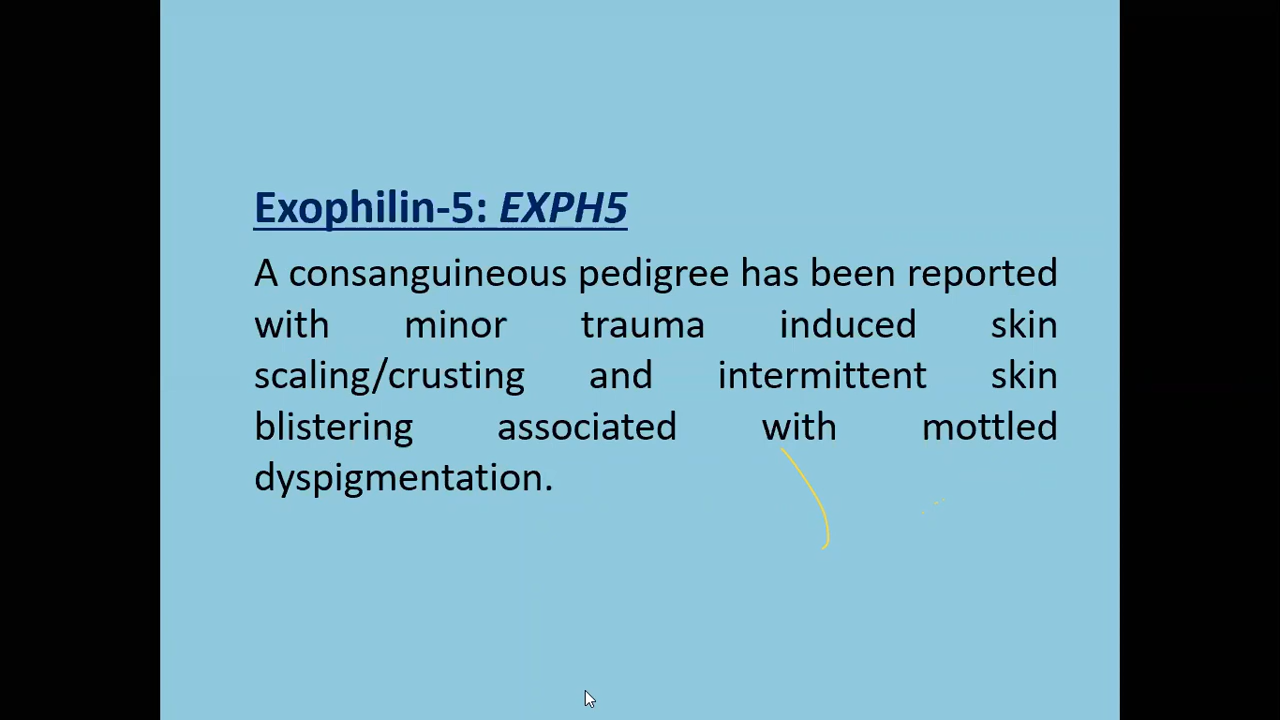 Exophilin-5: EXPH5
A consanguineous pedigree has been reported
with minor trauma induced skin
scaling/crusting and intermittent skin
blistering associated with mottled
dyspigmentation.